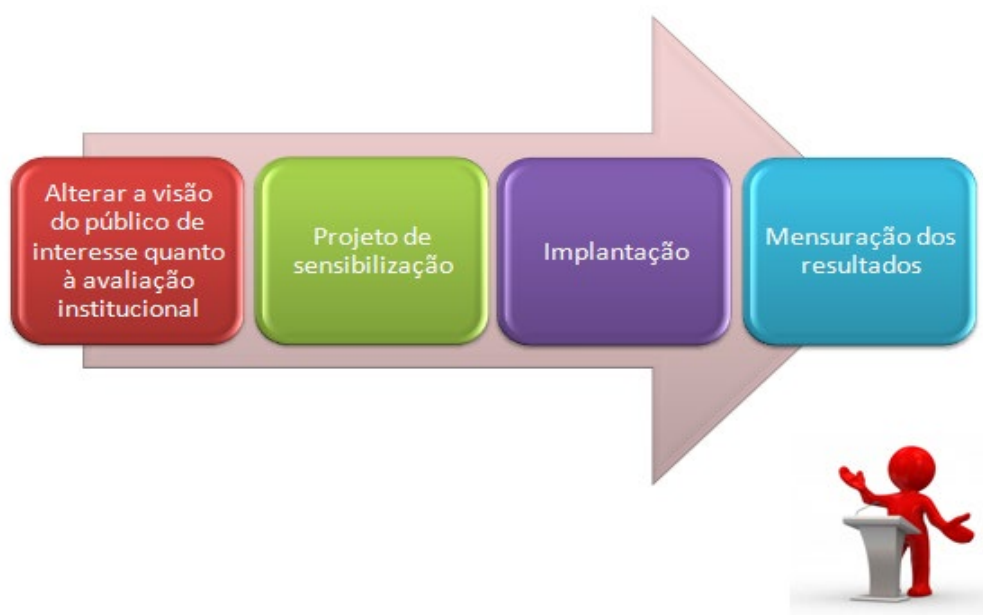 Alterar a visão
do público de
interesse quanto
à avaliação
institucional
Projeto de
sensibilização
Implantação
Mensuração dos
resultados